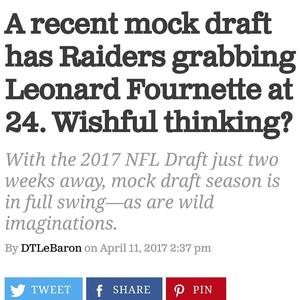 A recent mock draft
has Raiders grabbing
Leonard Fournette at
24. Wishful thinking?
With the 2017 NFL Draft just two
weeks away, mock draft season is
in full swing—as are wild
imaginations.
By DTLeBaron on April 11, 2017 2:37 pm
TWEET SHARE PIN